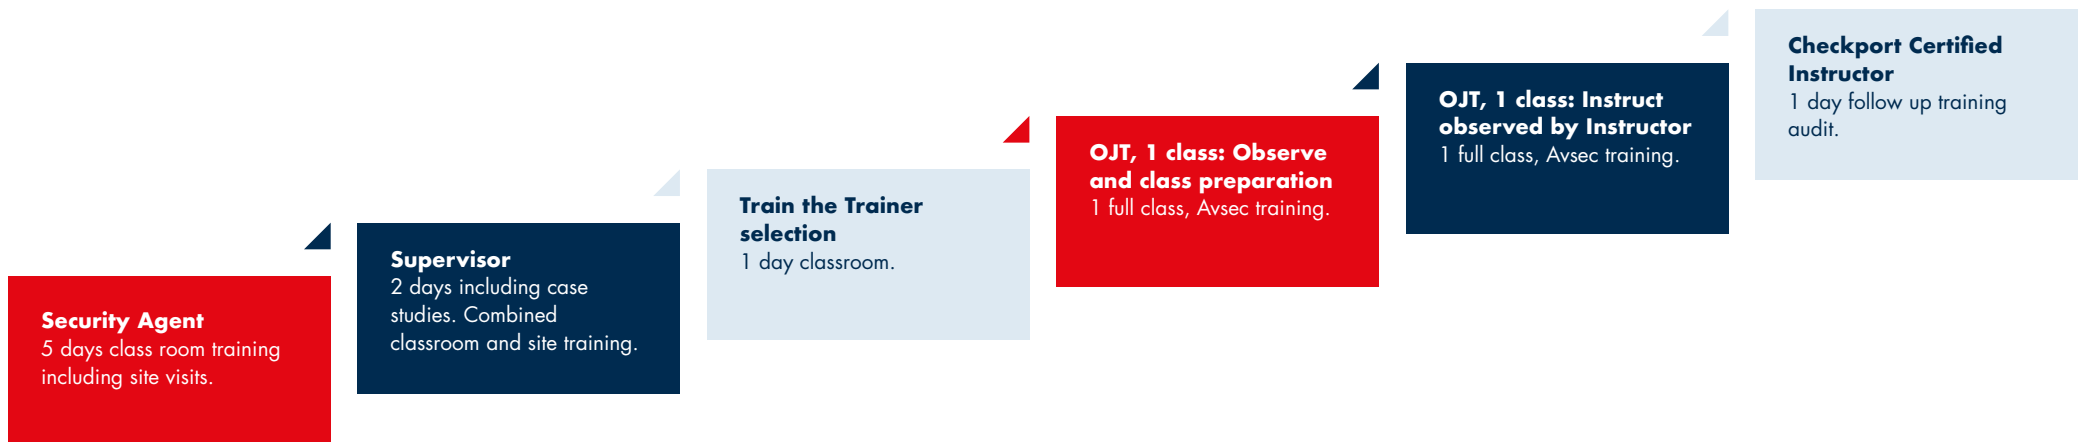 Security Agent
5 days class room training
including site visits.
Supervisor
2 days including case
studies. Combined
classroom and site training.
Train the Trainer
selection
1 day classroom.
OJT, 1 class: Observe
and class preparation
1 full class, Avsec training.
OJT, 1 class: Instruct
observed by Instructor
1 full class, Avsec training.
Checkport Certified
Instructor
1 day follow up training
audit.